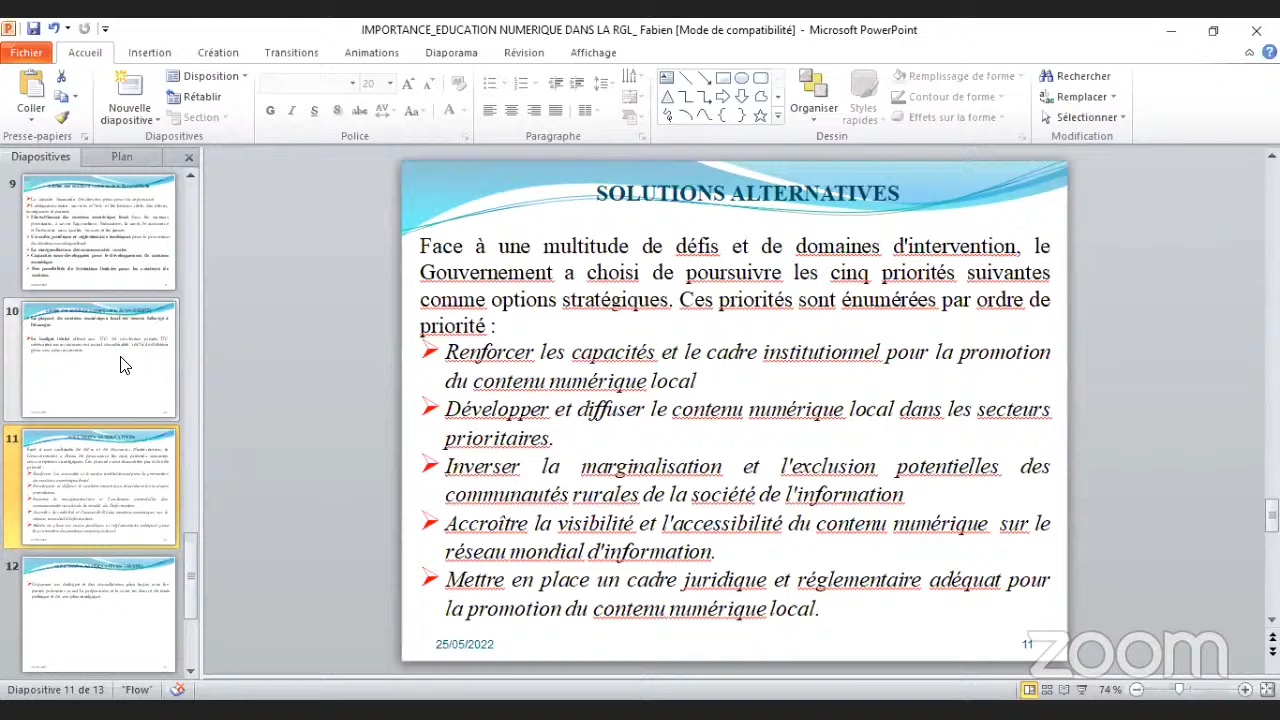 IMPORTANCE_EDUCATION NUMERIQUE DANS LA RGL_ Fabien [Mode de compatibilité] - Microsoft PowerPoint
Fichier Accueil Insertion Création Transitions Animations Diaporama Révision Affichage
Coller
Presse-papiers
Nouvelle diapositive
Disposition
Rétablir
Section
Diapositives
20
G I S S abc AV Aa A
Police
Paragraphe
Organiser
Styles rapides
Remplissage de forme
Contour de forme
Effets sur la forme
Dessin
Rechercher
Remplacer
Sélectionner
Modification
Diapositives Plan
9
10
11
12
SOLUTIONS ALTERNATIVES
Face à une multitude de défis et de domaines d'intervention, le
Gouvernement a choisi de poursuivre les cinq priorités suivantes
comme options stratégiques. Ces priorités sont énumérées par ordre de
priorité :
Renforcer les capacités et le cadre institutionnel pour la promotion
du contenu numérique local
Développer et diffuser le contenu numérique local dans les secteurs
prioritaires.
Inverser la marginalisation et l'exclusion potentielles des
communautés rurales de la société de l'information
Accroître la visibilité et l'accessibilité du contenu numérique sur le
réseau mondial d'information.
Mettre en place un cadre juridique et réglementaire adéquat pour
la promotion du contenu numérique local.
25/05/2022
11
zoom
Diapositive 11 de 13 "Flow" 74 %